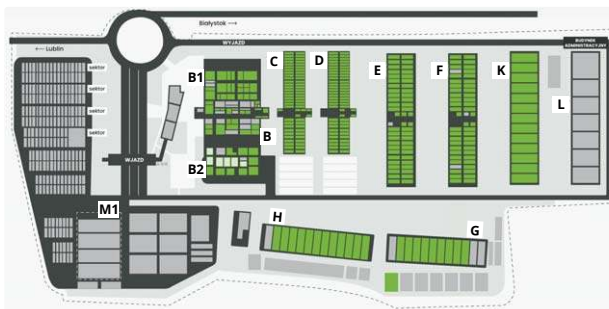 Białystok →
← Lublin
WYJAZD
BUDYNEK
ADMINISTRACYJNY
sektor
sektor
sektor
sektor
B1
C
D
E
F
K
L
B
B2
WJAZD
M1
H
G